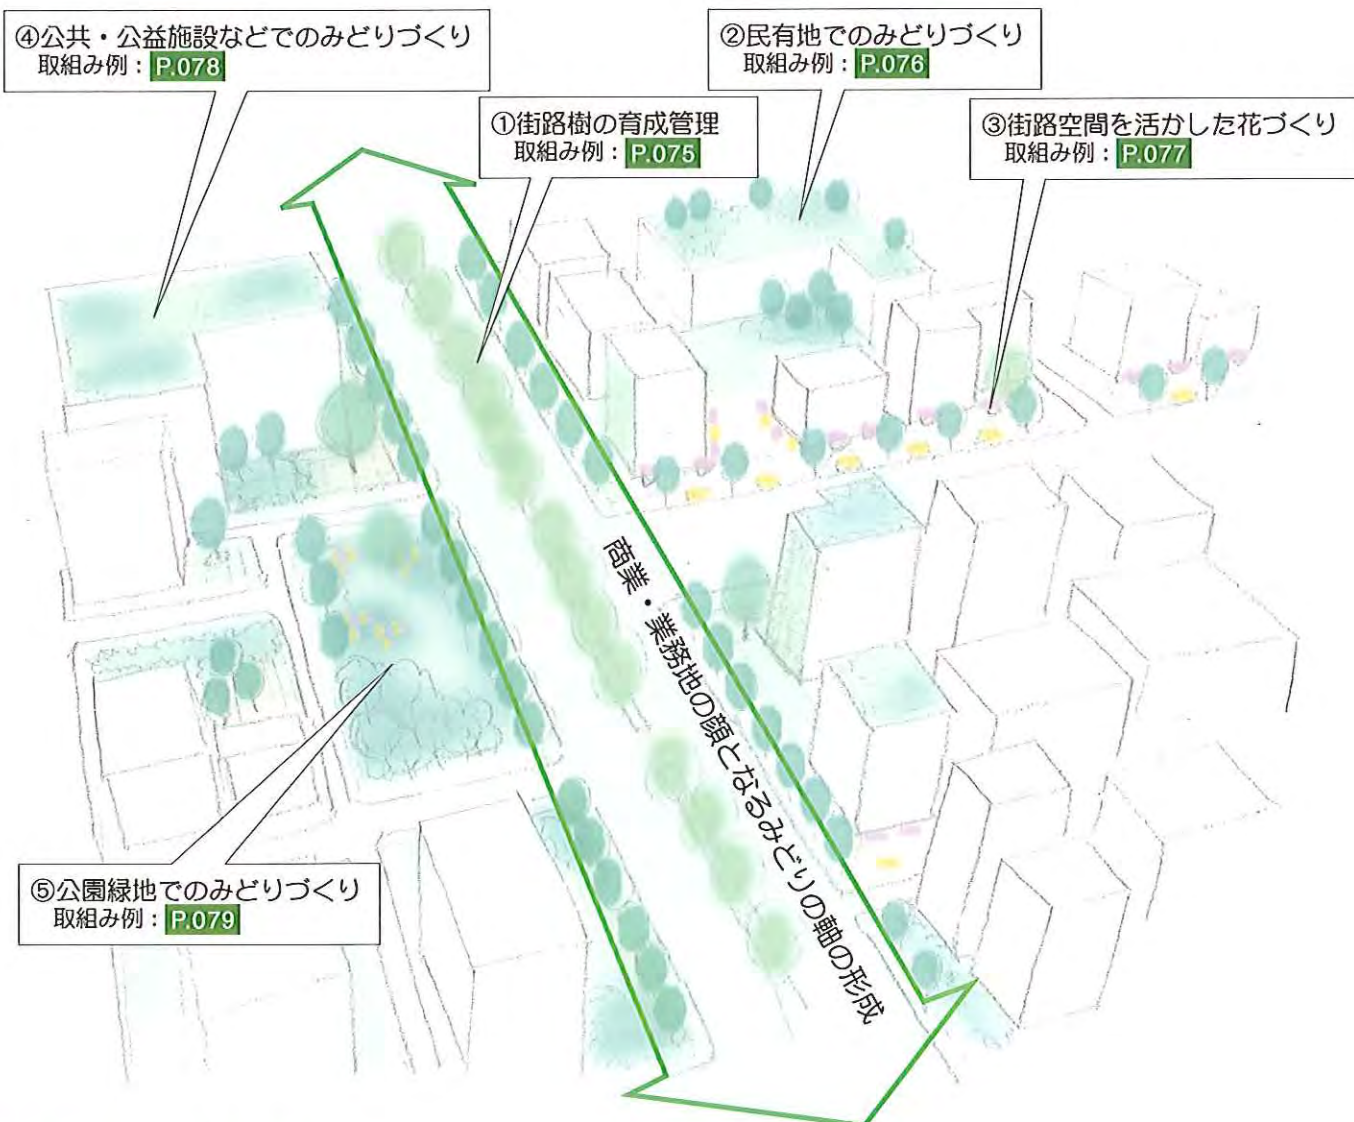 ④公共・公益施設などでのみどりづくり
取組み例：P.078
②民有地でのみどりづくり
取組み例：P.076
①街路樹の育成管理
取組み例：P.075
③街路空間を活かした花づくり
取組み例：P.077
商業・業務地の顔となるみどりの軸の形成
⑤公園緑地でのみどりづくり
取組み例：P.079